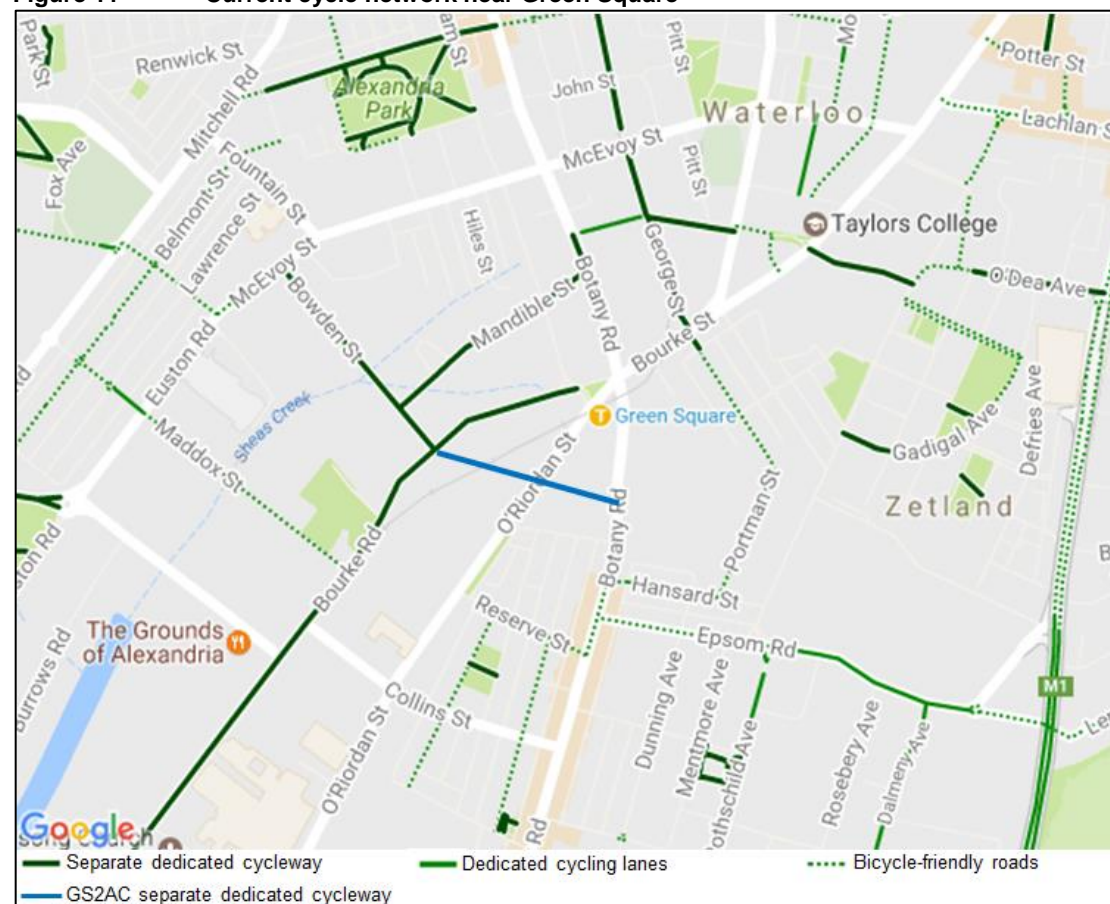 Current cycle network near Green Square
Park St
Renwick St
Mitchell Rd
Alexandria
Park
am St
John St
Pitt St
Mo
Potter St
Waterloo
Lachlan S
Fox Ave
Fountain St
McEvoy St
Pitt St
Belmont St
Lawrence St
Taylors College
McEvoy St
Hiles St
George St
Botany Rd
O'Dea Ave
Bowden St
Mandible St
Bourke St
Euston Rd
Sheas Creek
Green Square
Maddox St
Gadigal Ave
Defries Ave
O'Riordan St
Zetland
Portman St
Botany Rd
Bourke Rd
Hansard St
Reserve St
Epsom Rd
The Grounds
of Alexandria
Burrows Rd
M1
Collins St
Dunning Ave
Mentmore Ave
Rothschild Ave
Rosebery Ave
Dalmeny Ave
Le
O'Riordan St
Rd
Google
Separate dedicated cycleway
Dedicated cycling lanes
Bicycle-friendly roads
GS2AC separate dedicated cycleway